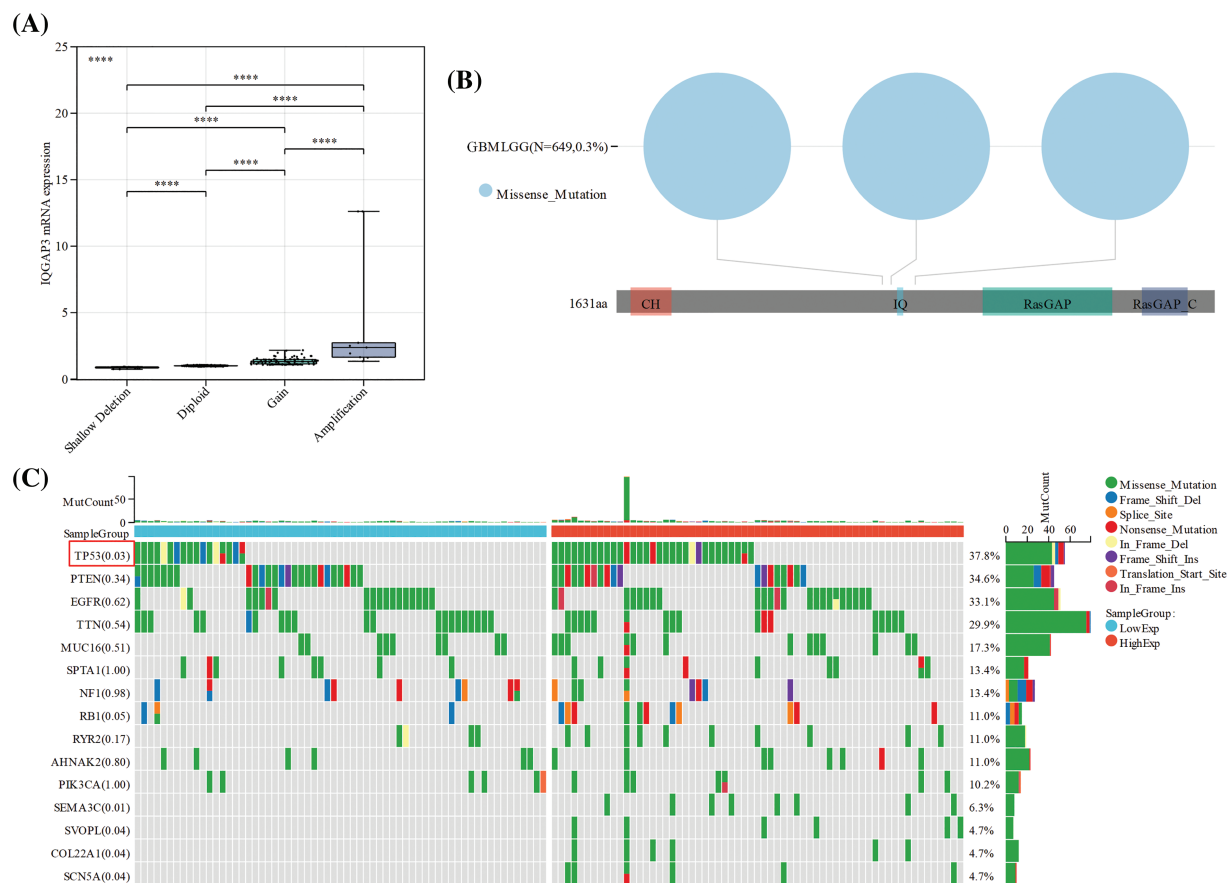 (A)
25
20
15
10
5
0
IQGAP3 mRNA expression
****
****
****
****
****
****
****
Shallow Deletion
Diploid
Gain
Amplification
(B)
GBMLGG(N=649,0.3%)
Missense_Mutation
1631aa
CH
IQ
RasGAP
RasGAP_C
(C)
MutCount
50
0
SampleGroup
TP53(0.03) 37.8%
PTEN(0.34) 34.6%
EGFR(0.62) 33.1%
TTN(0.54) 29.9%
MUC16(0.51) 17.3%
SPTA1(1.00) 13.4%
NF1(0.98) 13.4%
RB1(0.05) 11.0%
RYR2(0.17) 11.0%
AHNAK2(0.80) 11.0%
PIK3CA(1.00) 10.2%
SEMA3C(0.01) 6.3%
SVOPL(0.04) 4.7%
COL22A1(0.04) 4.7%
SCN5A(0.04) 4.7%
MutCount
0 20 40 60
Missense_Mutation
Frame_Shift_Del
Splice_Site
Nonsense_Mutation
In_Frame_Del
Frame_Shift_Ins
Translation_Start_Site
In_Frame_Ins
SampleGroup:
LowExp
HighExp